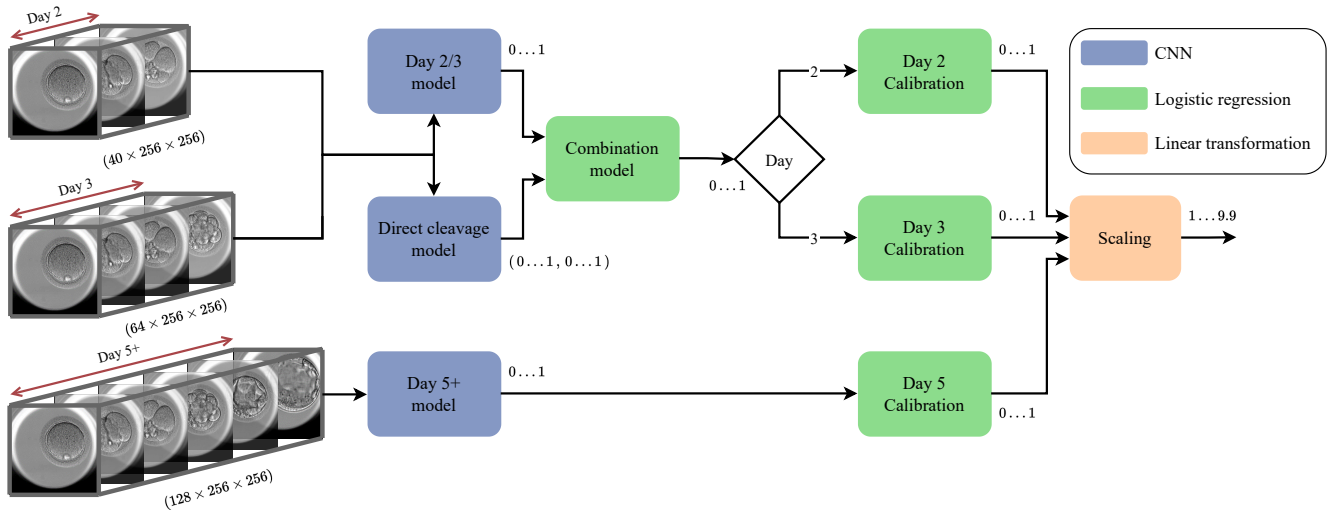 Day 2
(40 × 256 × 256)
Day 3
(64 × 256 × 256)
Day 5+
(128 × 256 × 256)
Day 2/3
model
0...1
Direct cleavage
model
(0...1, 0...1)
Combination
model
0...1
Day
2
3
Day 2
Calibration
0...1
Day 3
Calibration
0...1
Day 5+
model
0...1
Day 5
Calibration
0...1
Scaling
1...9.9
CNN
Logistic regression
Linear transformation